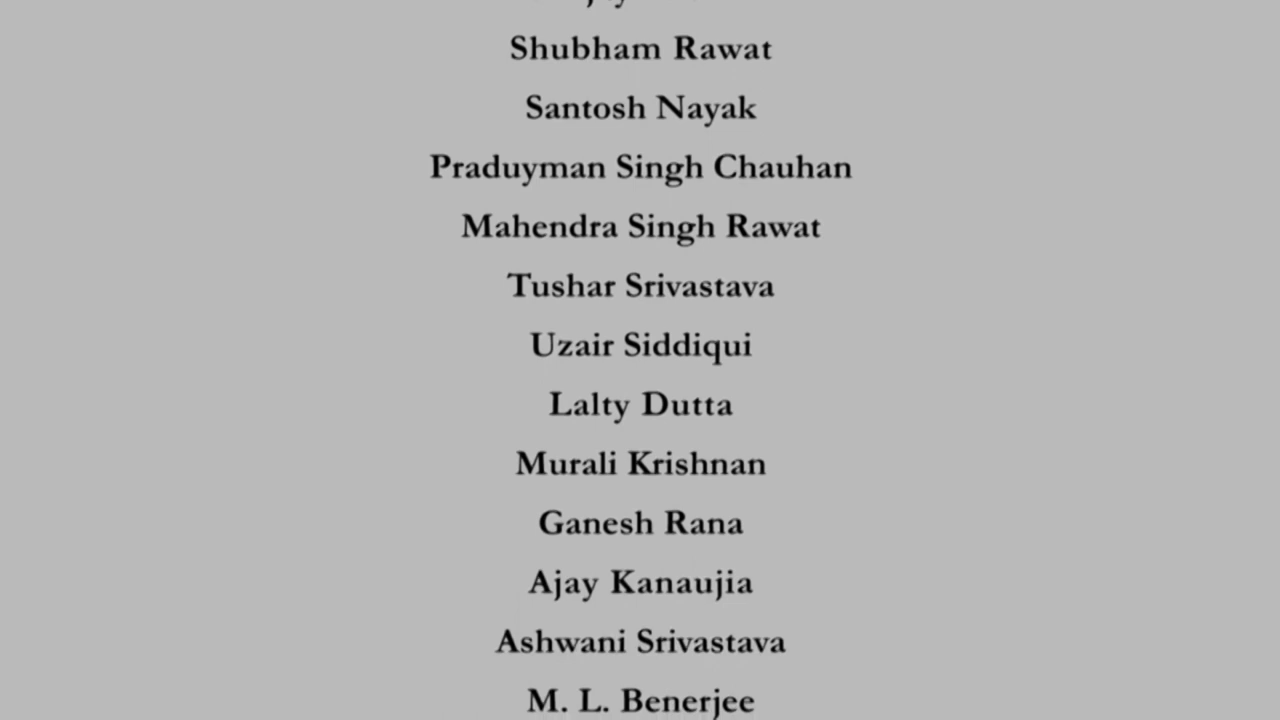 Shubham Rawat
Santosh Nayak
Praduyman Singh Chauhan
Mahendra Singh Rawat
Tushar Srivastava
Uzair Siddiqui
Lalty Dutta
Murali Krishnan
Ganesh Rana
Ajay Kanaujia
Ashwani Srivastava
M. L. Benerjee